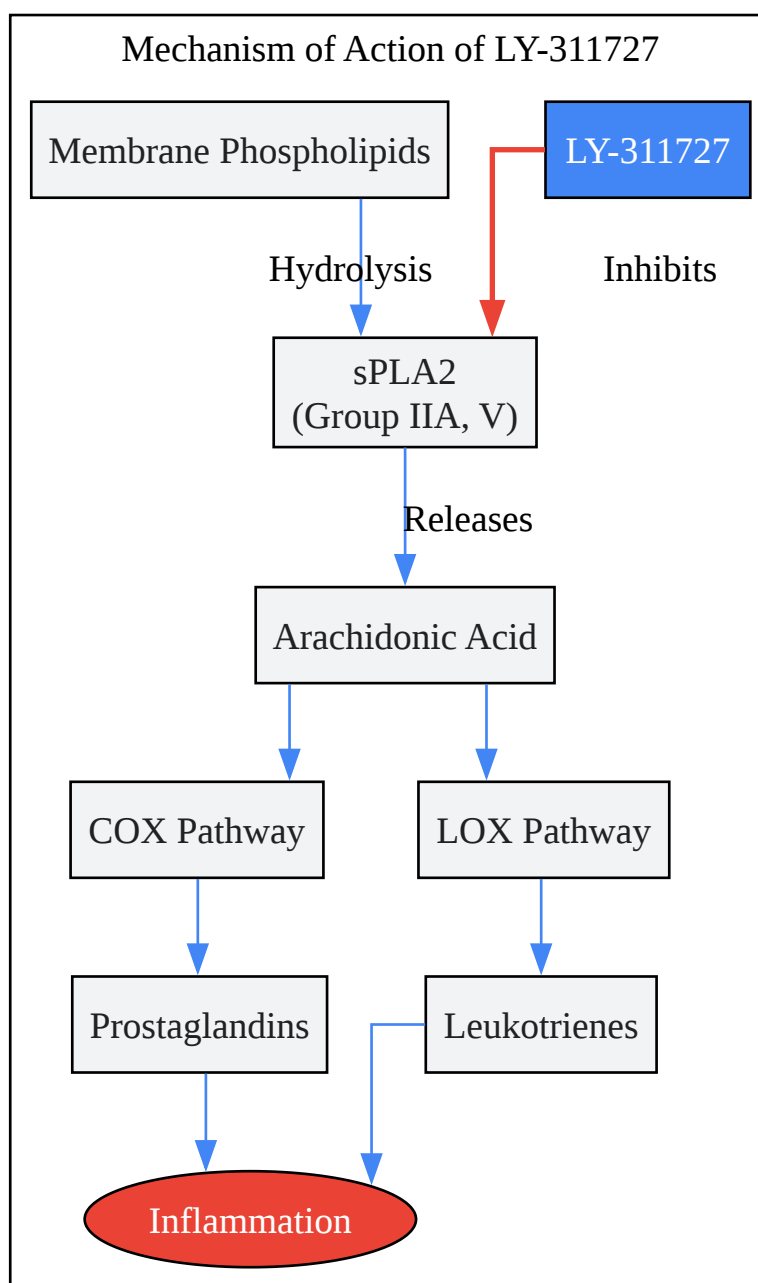 Mechanism of Action of LY-311727
Membrane Phospholipids
LY-311727
Hydrolysis
Inhibits
sPLA2
(Group IIA, V)
Releases
Arachidonic Acid
COX Pathway
LOX Pathway
Prostaglandins
Leukotrienes
Inflammation